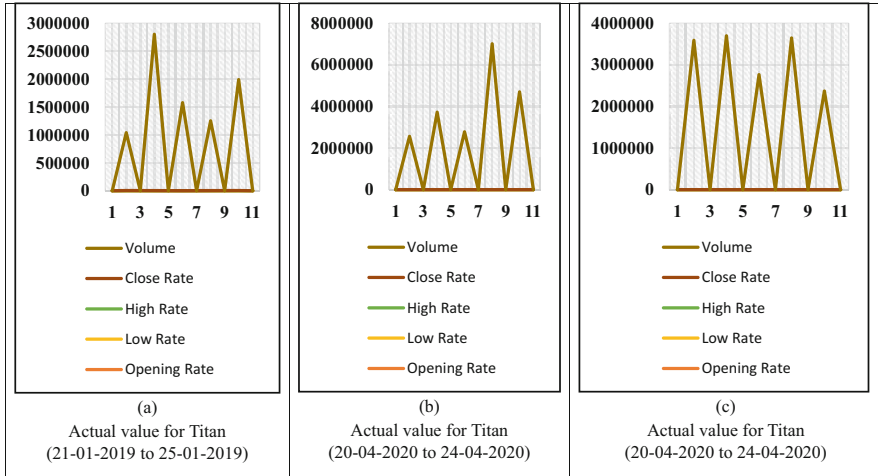 3000000
2500000
2000000
1500000
1000000
500000
0
1 3 5 7 9 11
Volume
Close Rate
High Rate
Low Rate
Opening Rate
(a)
Actual value for Titan
(21-01-2019 to 25-01-2019)
8000000
6000000
4000000
2000000
0
1 3 5 7 9 11
Volume
Close Rate
High Rate
Low Rate
Opening Rate
(b)
Actual value for Titan
(20-04-2020 to 24-04-2020)
4000000
3000000
2000000
1000000
0
1 3 5 7 9 11
Volume
Close Rate
High Rate
Low Rate
Opening Rate
(c)
Actual value for Titan
(20-04-2020 to 24-04-2020)